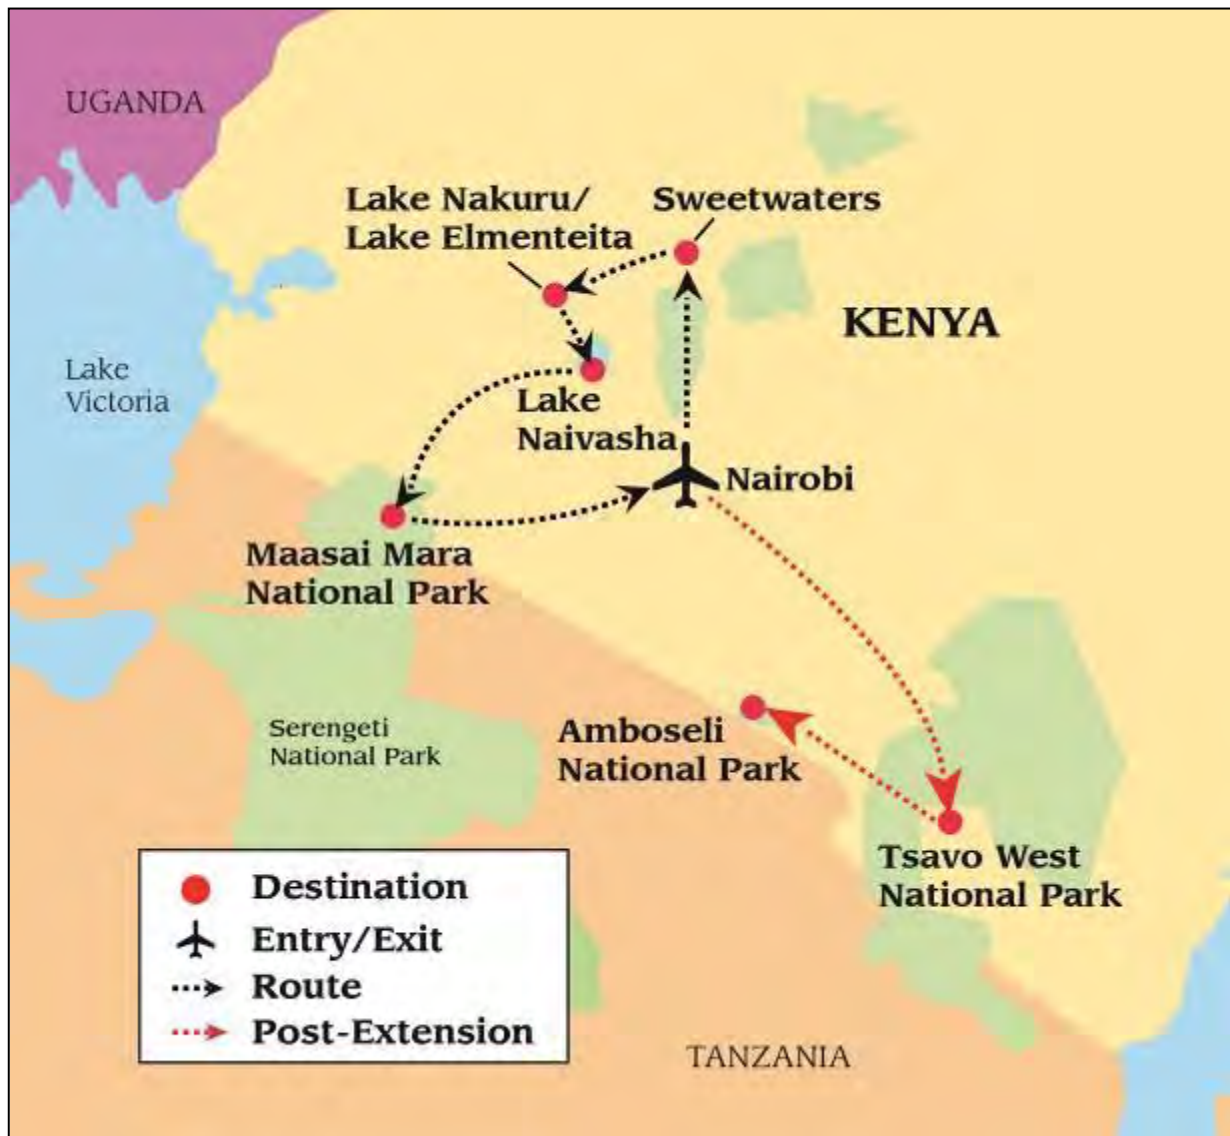 UGANDA
Lake Nakuru/
Lake Elmenteita
Sweetwaters
KENYA
Lake
Victoria
Lake
Naivasha
Nairobi
Maasai Mara
National Park
Serengeti
National Park
Amboseli
National Park
Tsavo West
National Park
Destination
Entry/Exit
Route
Post-Extension
TANZANIA